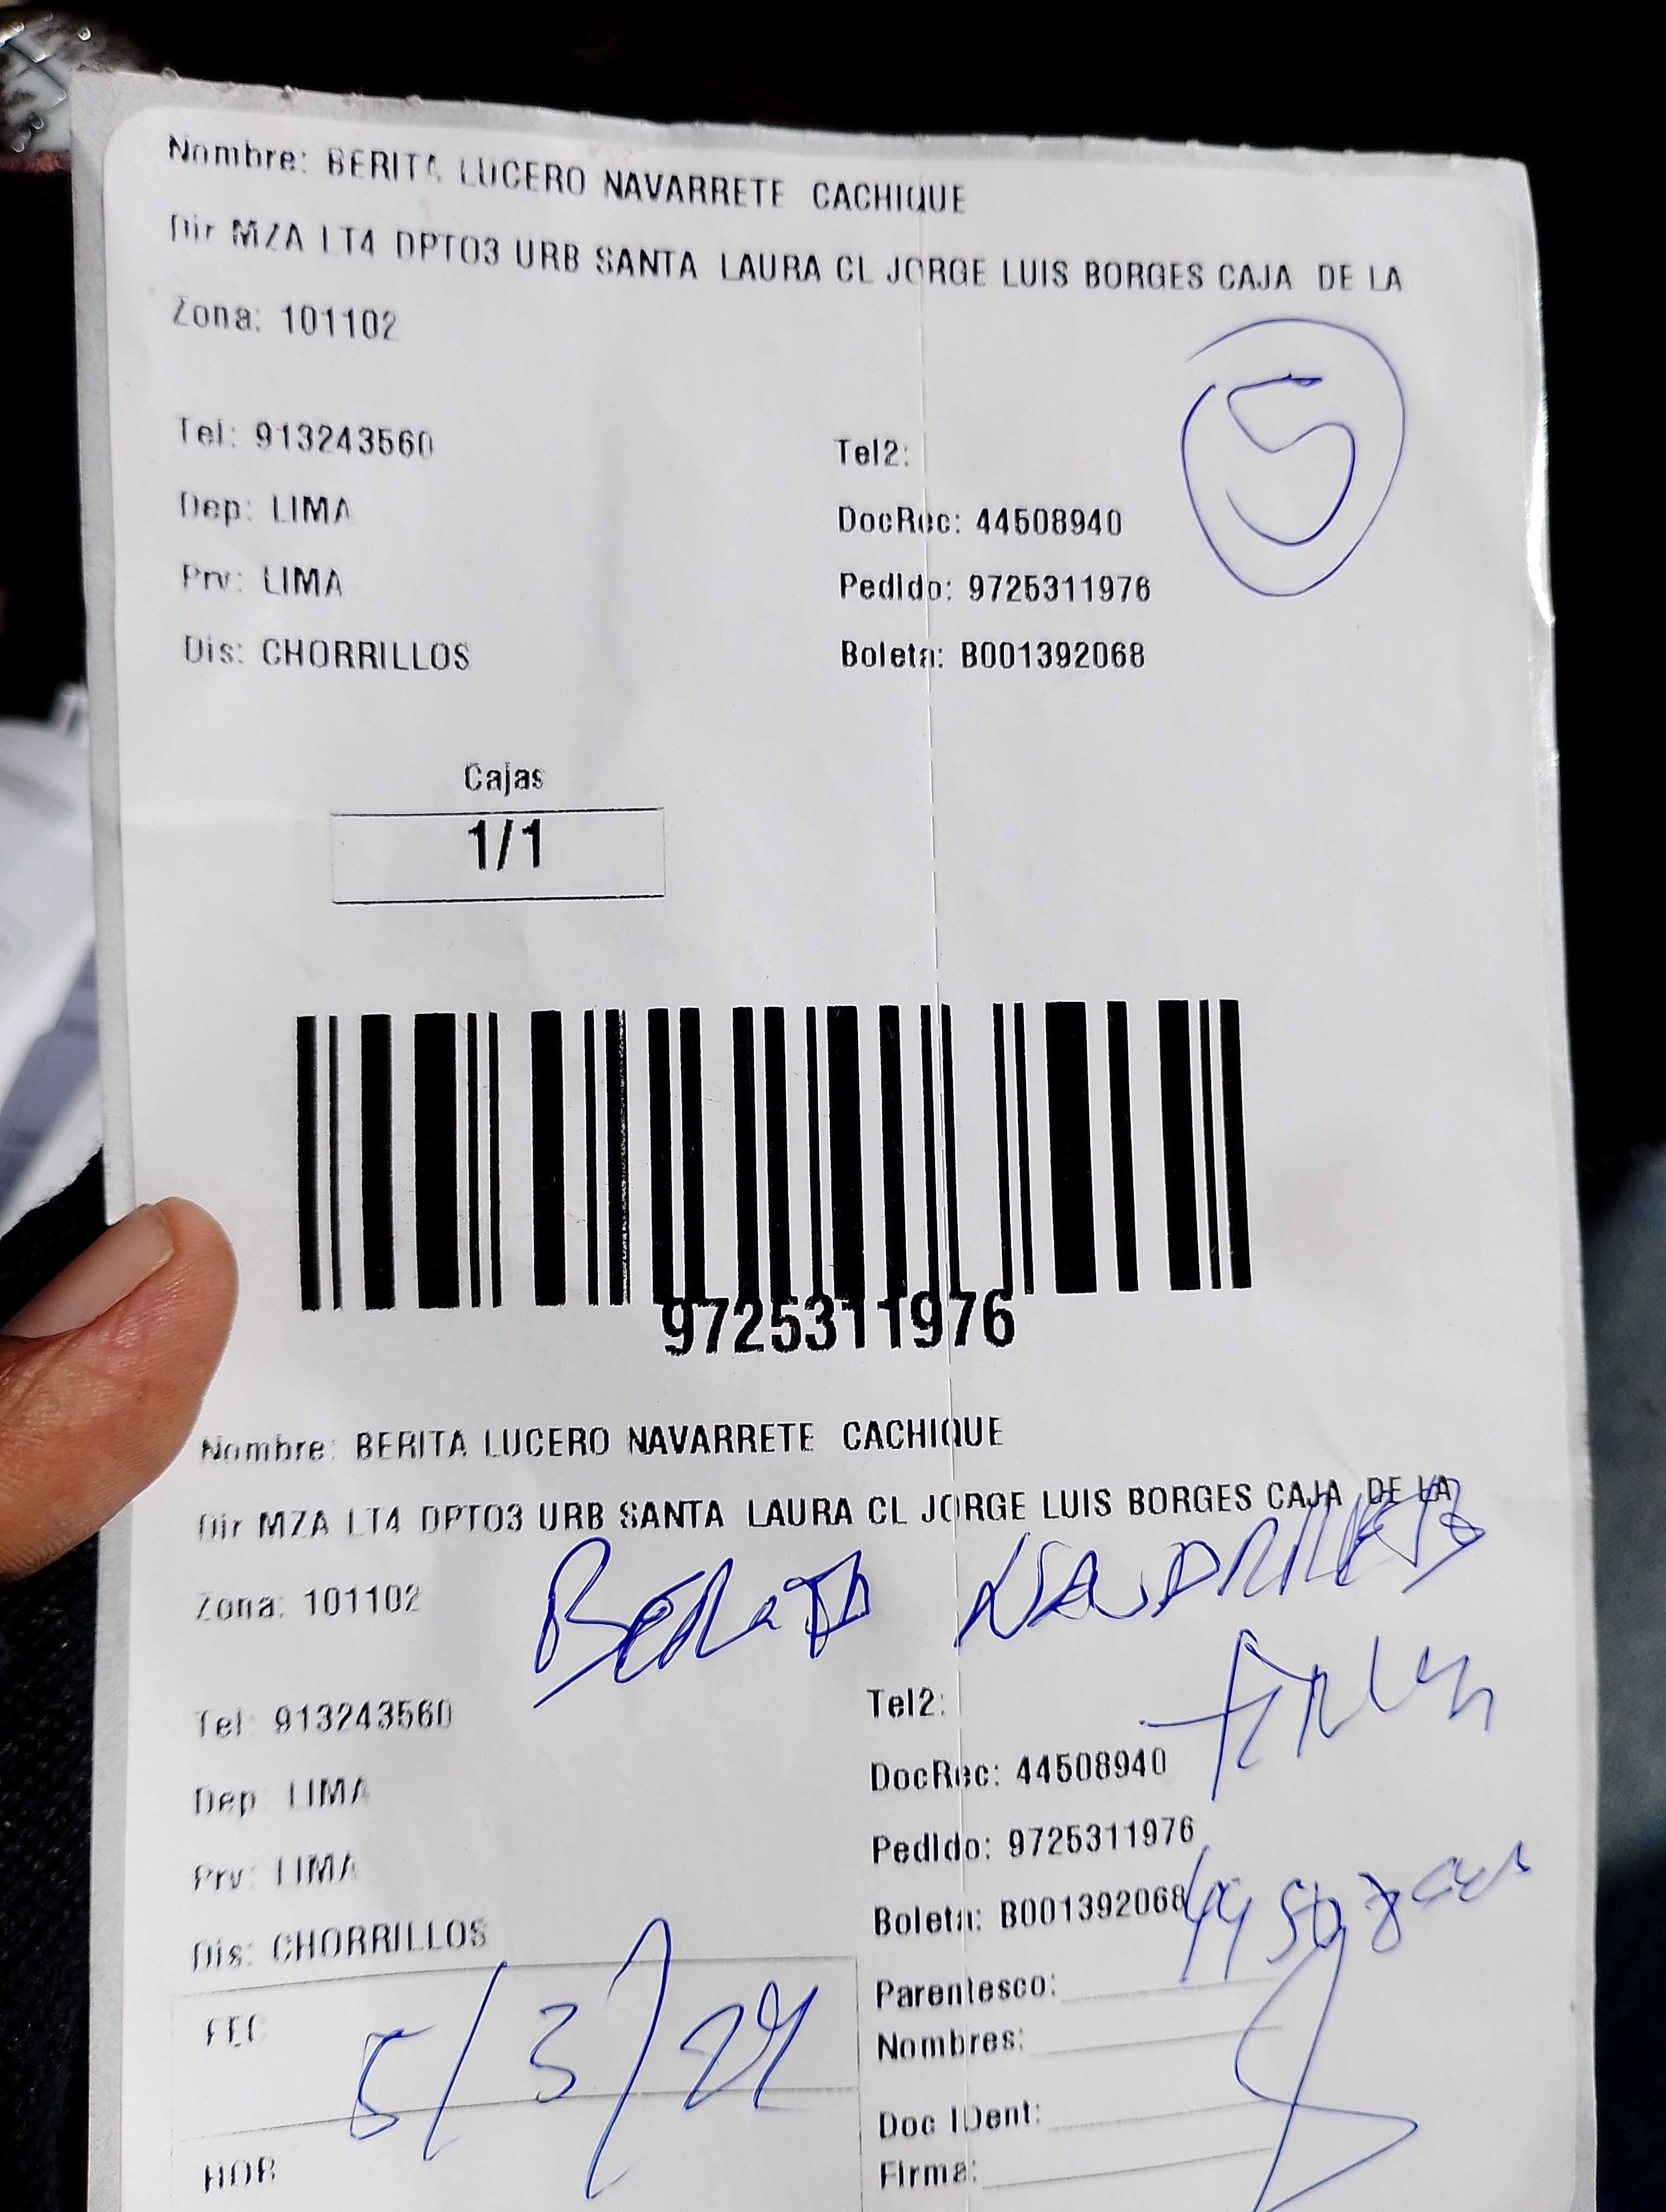 Nombre: BERITA LUCERO NAVARRETE CACHIQUE
Dir MZA LT4 DPTO3 URB SANTA LAURA CL JORGE LUIS BORGES CAJA DE LA
Zona: 101102
5
Tel: 913243560 Tel2:
Dep: LIMA DocRec: 44508940
Prv: LIMA Pedido: 9725311976
Dis: CHORRILLOS Boleta: B001392068
Cajas
1/1
9725311976
Nombre: BERITA LUCERO NAVARRETE CACHIQUE
Dir MZA LT4 DPTO3 URB SANTA LAURA CL JORGE LUIS BORGES CAJA DE LA
Zona: 101102
Tel: 913243560 Tel2:
Dep: LIMA DocRec: 44508940
Prv: LIMA Pedido: 9725311976
Dis: CHORRILLOS Boleta: B001392068
Parentesco:
FEC 5/3/24
Nombres:
Doc IDent:
HOR
Firma: